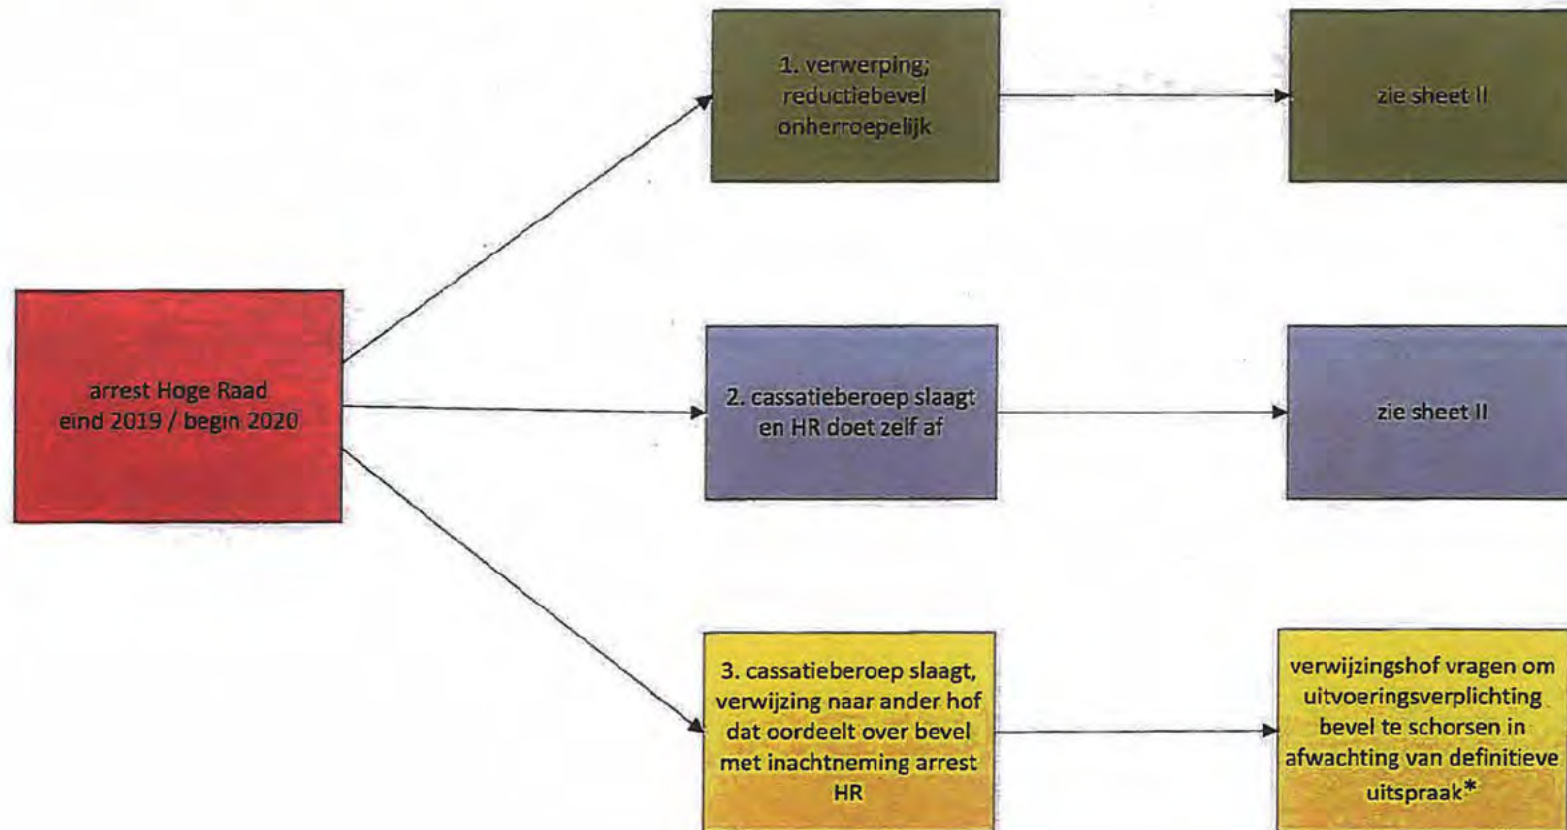 1. verwerping;
reductiebevel
onherroepelijk
zie sheet II
arrest Hoge Raad
eind 2019 / begin 2020
2. cassatieberoep slaagt
en HR doet zelf af
zie sheet II
3. cassatieberoep slaagt,
verwijzing naar ander hof
dat oordeelt over bevel
met inachtneming arrest
HR
verwijzingshof vragen om
uitvoeringsverplichting
bevel te schorsen in
afwachting van definitieve
uitspraak*